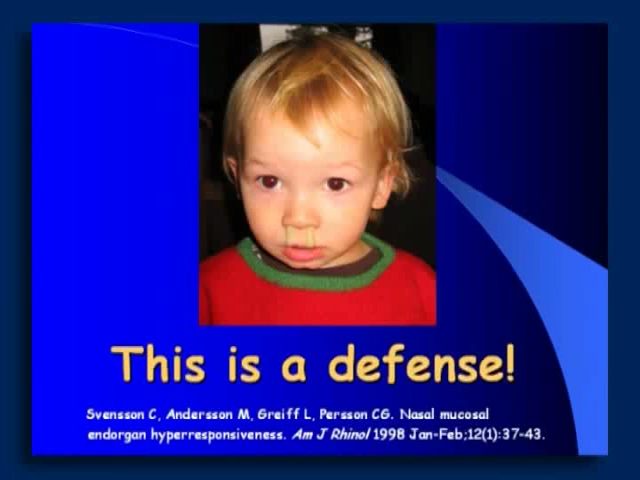 This is a defense!
Svensson C, Andersson M, Greiff L, Persson CG. Nasal mucosal
endorgan hyperresponsiveness. Am J Rhinol 1998 Jan-Feb;12(1):37-43.